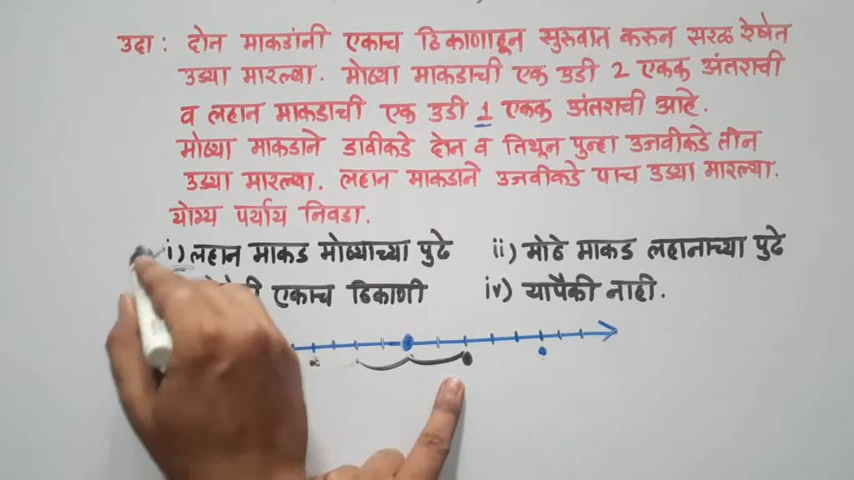 उदा : दोन माकडांनी एकाच ठिकाणाहून सुरुवात करून सरळ रेषेत
उड्या मारल्या. मोठ्या माकडाची एक उडी 2 एकक अंतराची
व लहान माकडाची एक उडी 1 एकक अंतराची आहे.
मोठ्या माकडाने डावीकडे दोन व तिथून पुन्हा उजवीकडे तीन
उड्या मारल्या. लहान माकडाने उजवीकडे पाच उड्या मारल्या.
योग्य पर्याय निवडा.
i) लहान माकड मोठ्याच्या पुढे ii) मोठे माकड लहानाच्या पुढे
एकाच ठिकाणी iv) यापैकी नाही.